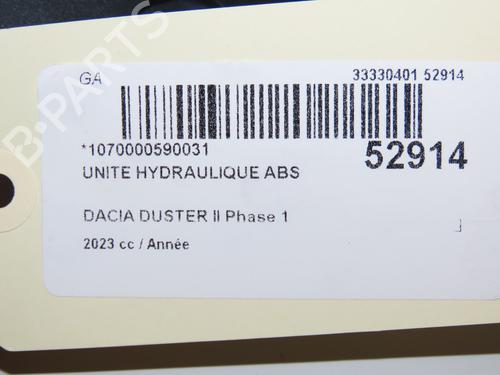 GA 33330401 52914
*1070000590031 52914
UNITE HYDRAULIQUE ABS
DACIA DUSTER II Phase 1
2023 cc / Année
B-PARTS